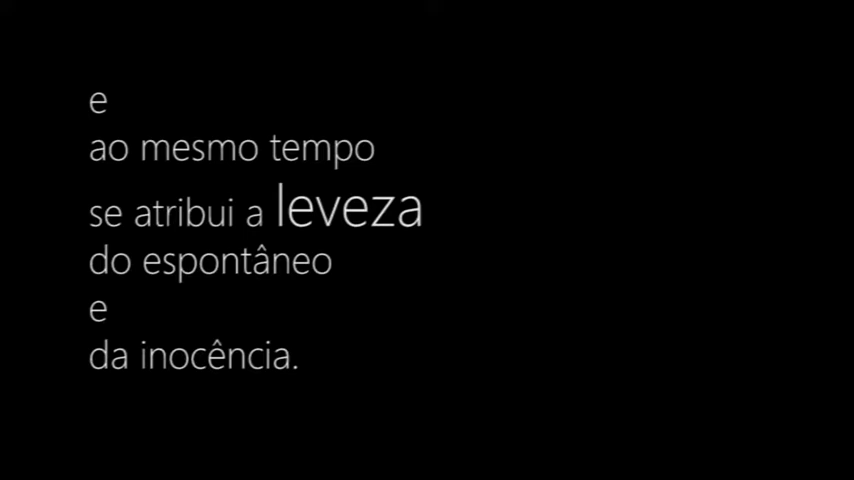 e
ao mesmo tempo
se atribui a leveza
do espontâneo
e
da inocência.